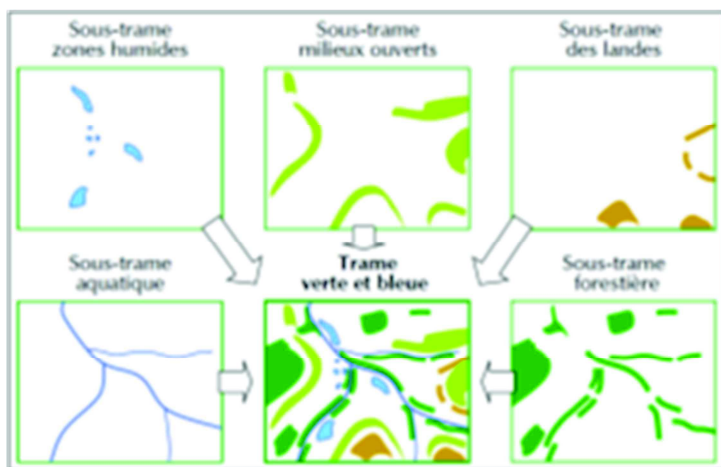 Sous-trame
zones humides
Sous-trame
milieux ouverts
Sous-trame
des landes
Sous-trame
aquatique
Trame
verte et bleue
Sous-trame
forestière